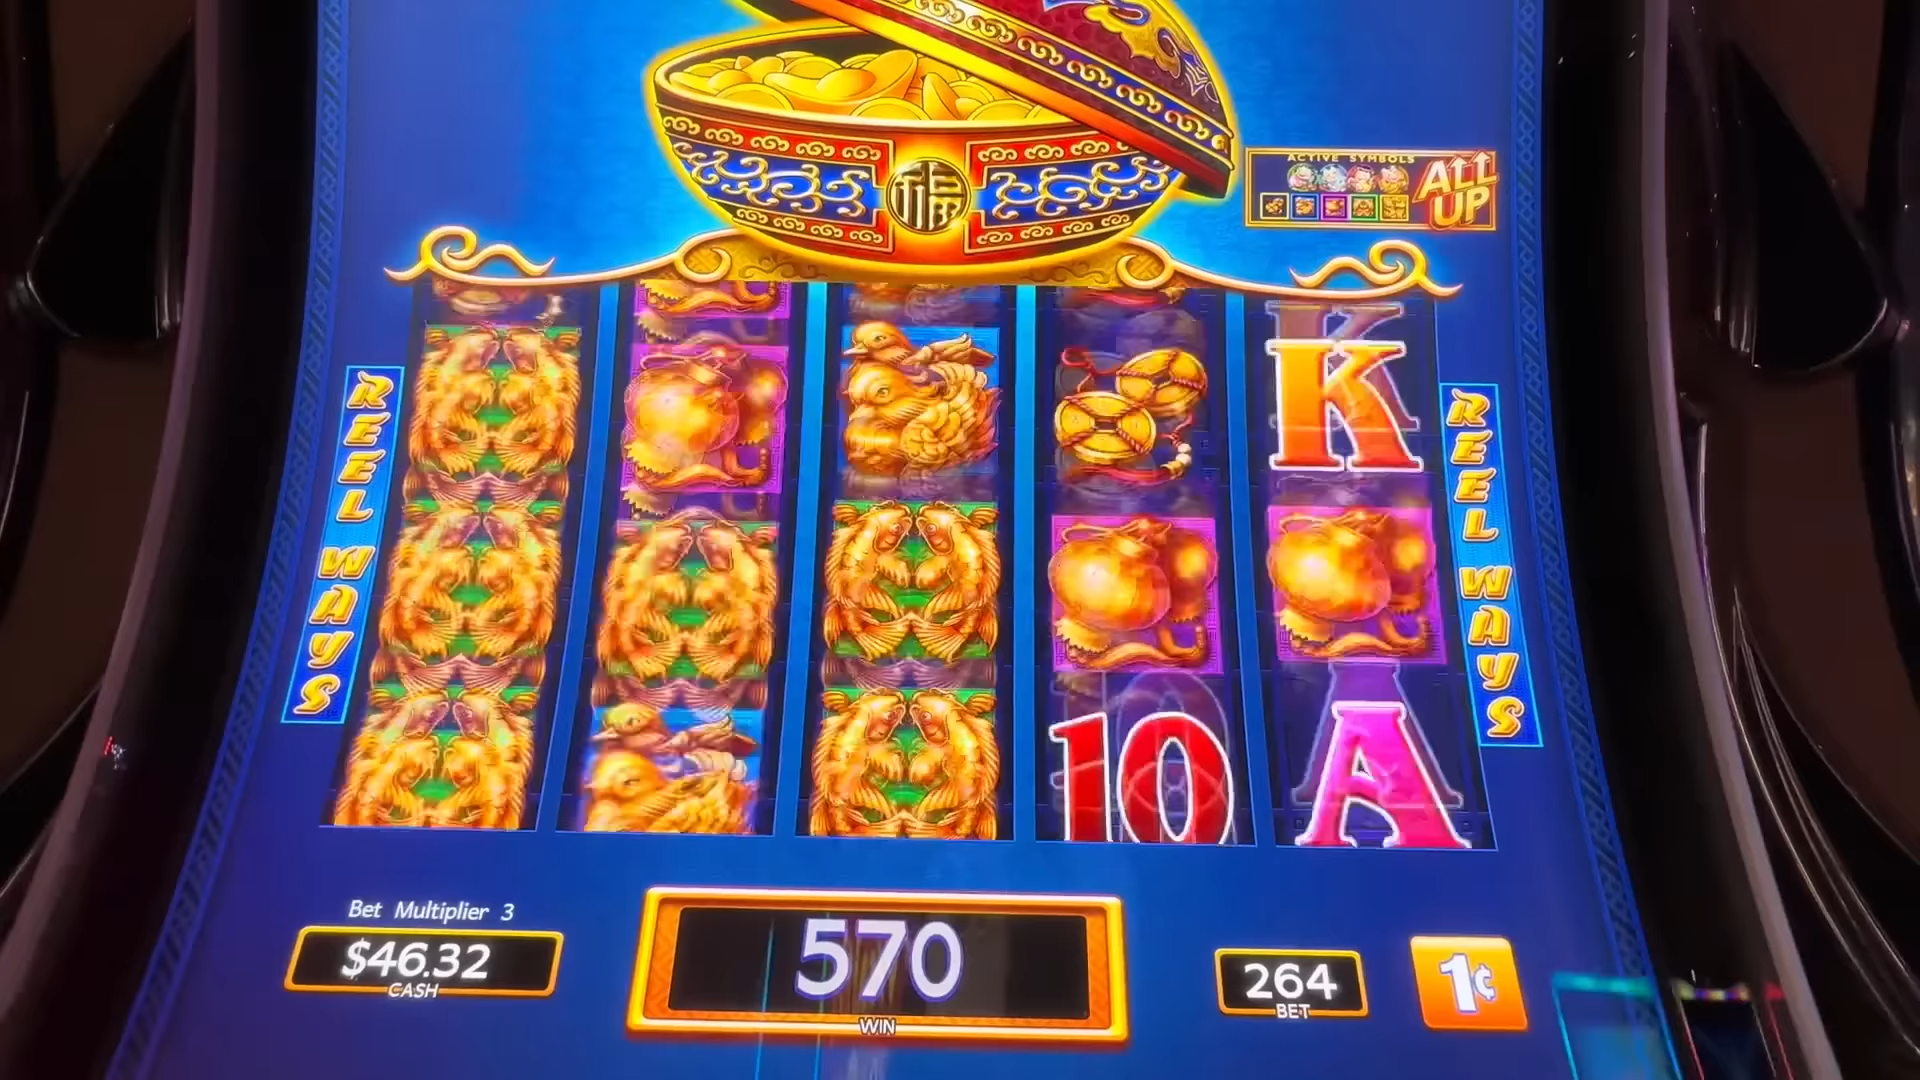 福
ACTIVE SYMBOLS
ALL
UP
REEL WAYS
REEL WAYS
K
10
A
Bet Multiplier 3
$46.32
CASH
570
WIN
264
BET
1¢